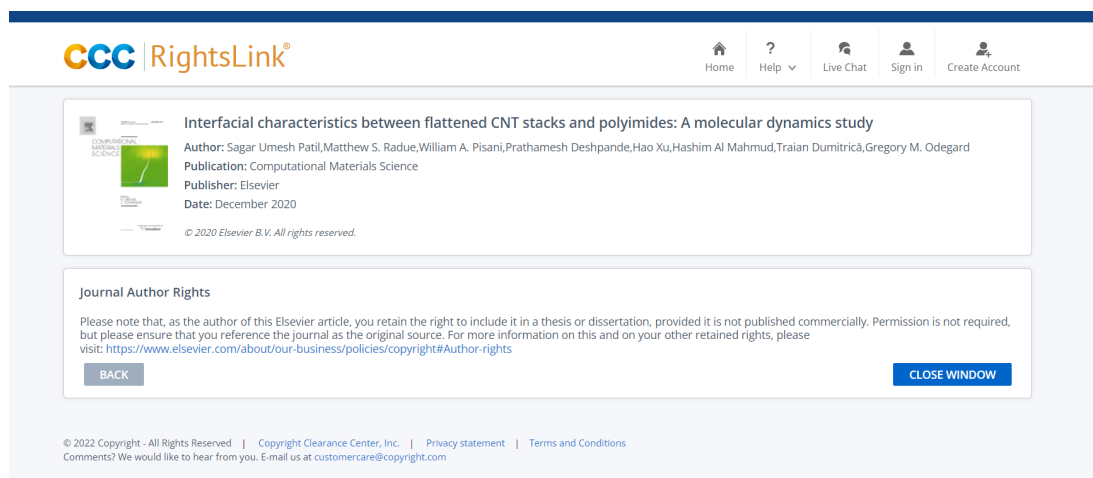 CCC RightsLink®
Home
Help
Live Chat
Sign in
Create Account
COMPUTATIONAL
MATERIALS
SCIENCE
Interfacial characteristics between flattened CNT stacks and polyimides: A molecular dynamics study
Author: Sagar Umesh Patil,Matthew S. Radue,William A. Pisani,Prathamesh Deshpande,Hao Xu,Hashim Al Mahmud,Traian Dumitrică,Gregory M. Odegard
Publication: Computational Materials Science
Publisher: Elsevier
Date: December 2020
© 2020 Elsevier B.V. All rights reserved.
Journal Author Rights
Please note that, as the author of this Elsevier article, you retain the right to include it in a thesis or dissertation, provided it is not published commercially. Permission is not required,
but please ensure that you reference the journal as the original source. For more information on this and on your other retained rights, please
visit: https://www.elsevier.com/about/our-business/policies/copyright#Author-rights
BACK
CLOSE WINDOW
© 2022 Copyright - All Rights Reserved | Copyright Clearance Center, Inc. | Privacy statement | Terms and Conditions
Comments? We would like to hear from you. E-mail us at customercare@copyright.com